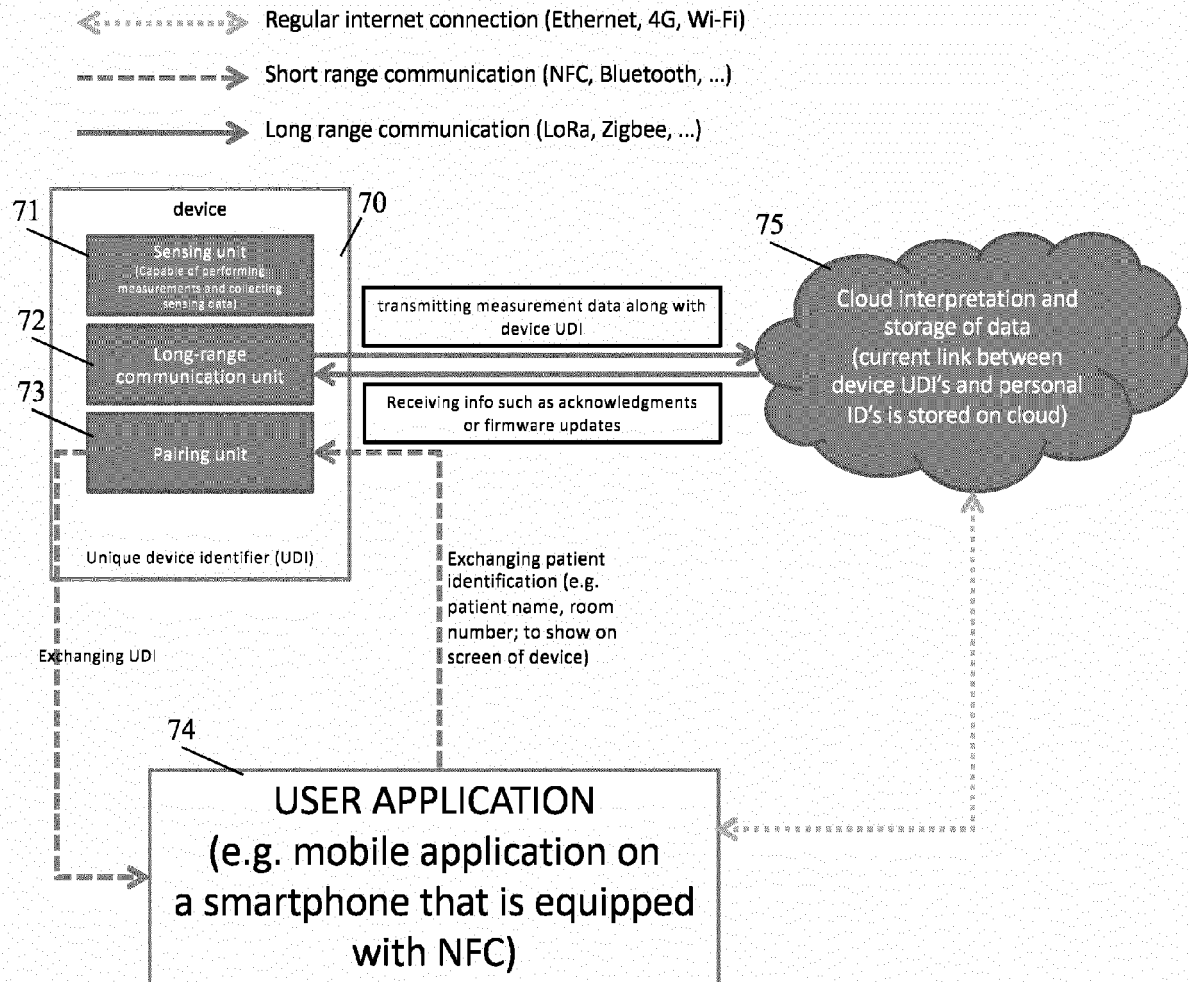 Regular internet connection (Ethernet, 4G, Wi-Fi)
Short range communication (NFC, Bluetooth, ...)
Long range communication (LoRa, Zigbee, ...)
71
device
70
Sensing unit
(Capable of performing
measurements and collecting
sensing data)
72
Long-range
communication unit
73
Pairing unit
Unique device identifier (UDI)
transmitting measurement data along with
device UDI
Receiving info such as acknowledgments
or firmware updates
75
Cloud interpretation and
storage of data
(current link between
device UDI's and personal
ID's is stored on cloud)
Exchanging UDI
Exchanging patient
identification (e.g.
patient name, room
number; to show on
screen of device)
74
USER APPLICATION
(e.g. mobile application on
a smartphone that is equipped
with NFC)